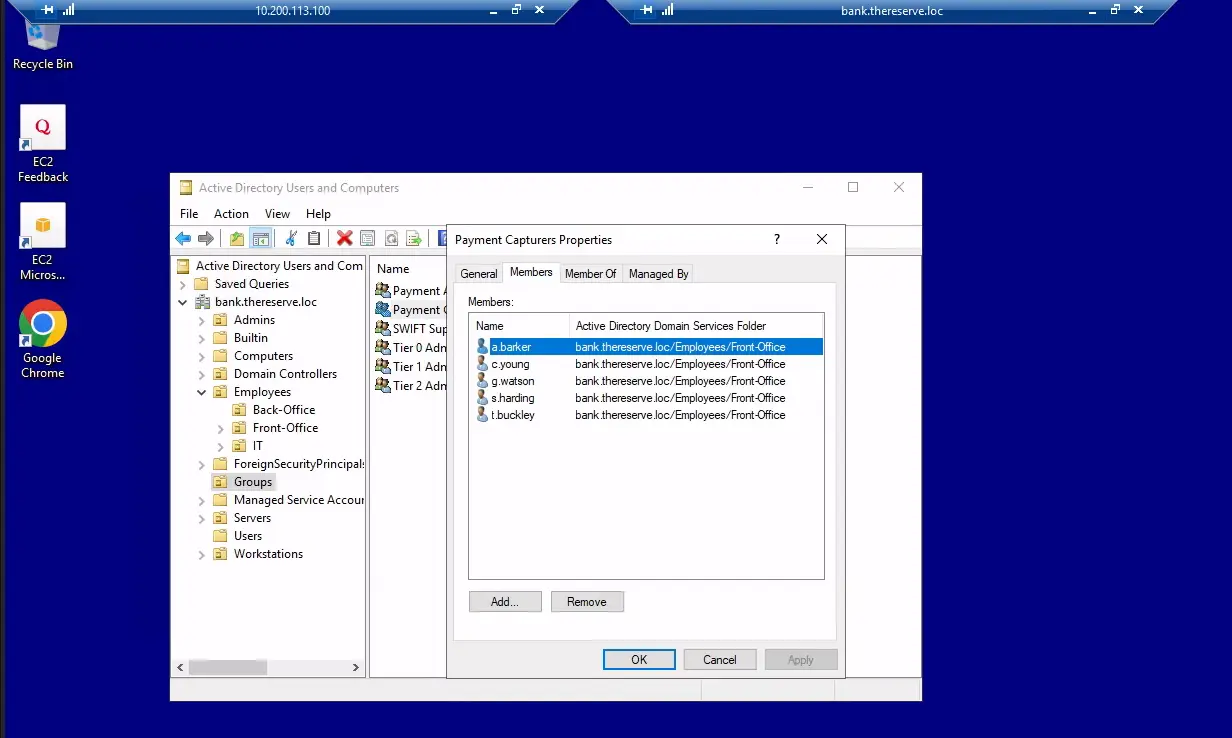 10.200.113.100
bank.thereserve.loc
Recycle Bin
Q
EC2
Feedback
EC2
Micros...
Google
Chrome
Active Directory Users and Computers
File Action View Help
Payment Capturers Properties
?
Active Directory Users and Com
Saved Queries
bank.thereserve.loc
Admins
Builtin
Computers
Domain Controllers
Employees
Back-Office
Front-Office
IT
ForeignSecurityPrincipals
Groups
Managed Service Accour
Servers
Users
Workstations
Name
Payment A
Payment C
SWIFT Sup
Tier 0 Adn
Tier 1 Adn
Tier 2 Adn
General Members Member Of Managed By
Members:
Name Active Directory Domain Services Folder
a.barker bank.thereserve.loc/Employees/Front-Office
c.young bank.thereserve.loc/Employees/Front-Office
g.watson bank.thereserve.loc/Employees/Front-Office
s.harding bank.thereserve.loc/Employees/Front-Office
t.buckley bank.thereserve.loc/Employees/Front-Office
Add... Remove
OK Cancel Apply